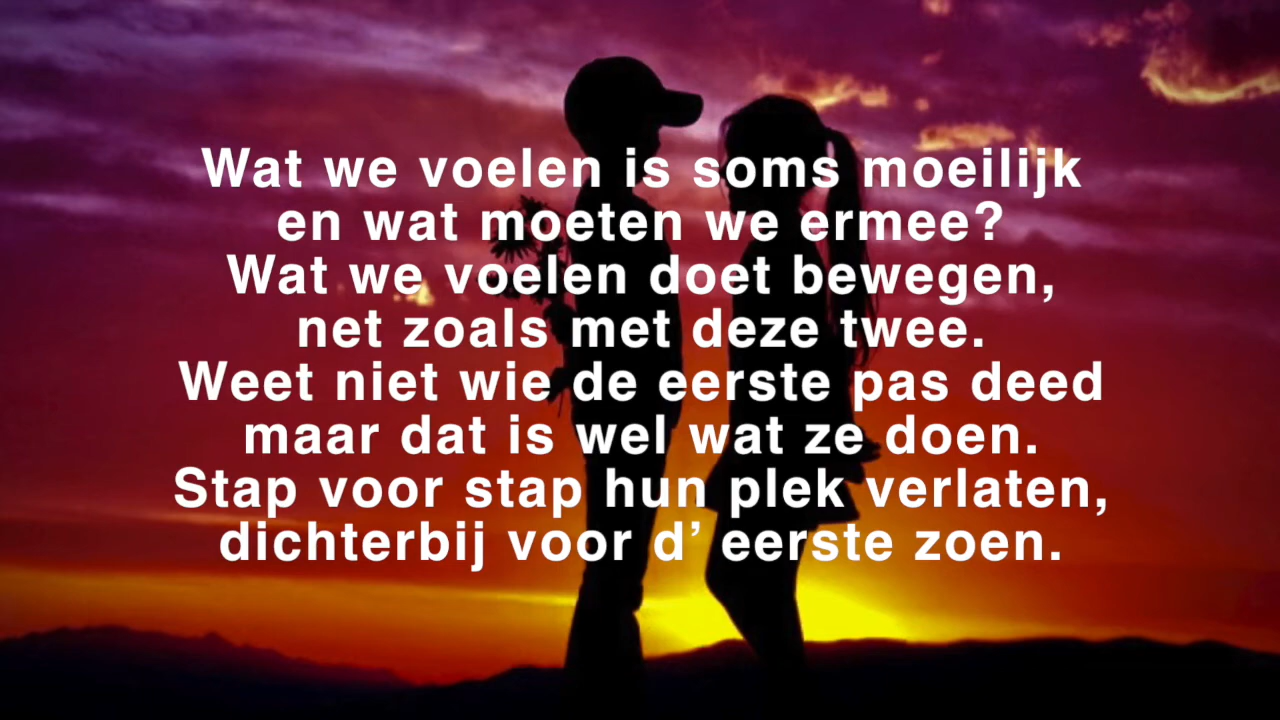 Wat we voelen is soms moeilijk
en wat moeten we ermee?
Wat we voelen doet bewegen,
net zoals met deze twee.
Weet niet wie de eerste pas deed
maar dat is wel wat ze doen.
Stap voor stap hun plek verlaten,
dichterbij voor d’ eerste zoen.